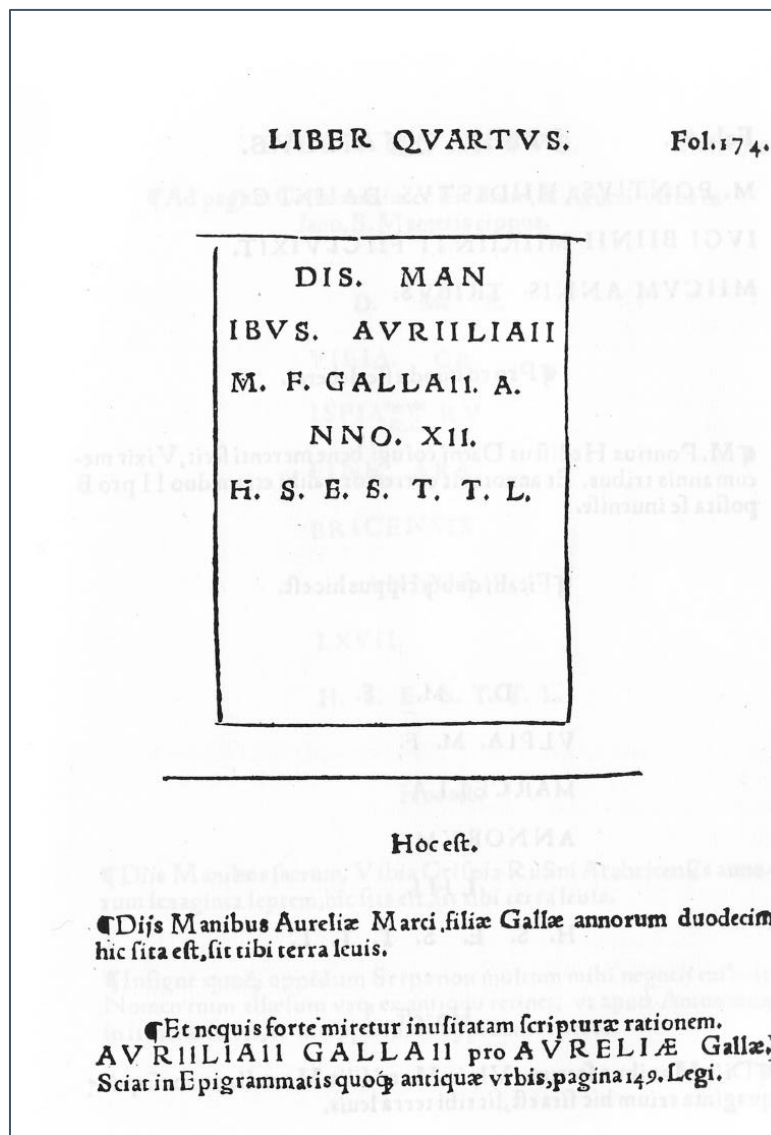 LIBER QVARTVS. Fol.174.
DIS. MAN
IBVS. AVRIILIAII
M. F. GALLAII. A.
NNO. XII.
H. S. E. S. T. T. L.
Hoc eſt.
¶Dijs Manibus Aureliæ Marci filiæ Gallæ annorum duodecim
hic ſita eſt, ſit tibi terra leuis.
¶Et nequis forte miretur inuſitatam ſcripturæ rationem.
AVRIILIAII GALLAII pro AVRELIÆ Gallæ.
Sciat in Epigrammatis quoqꝫ antiquæ vrbis, pagina 149. Legi.